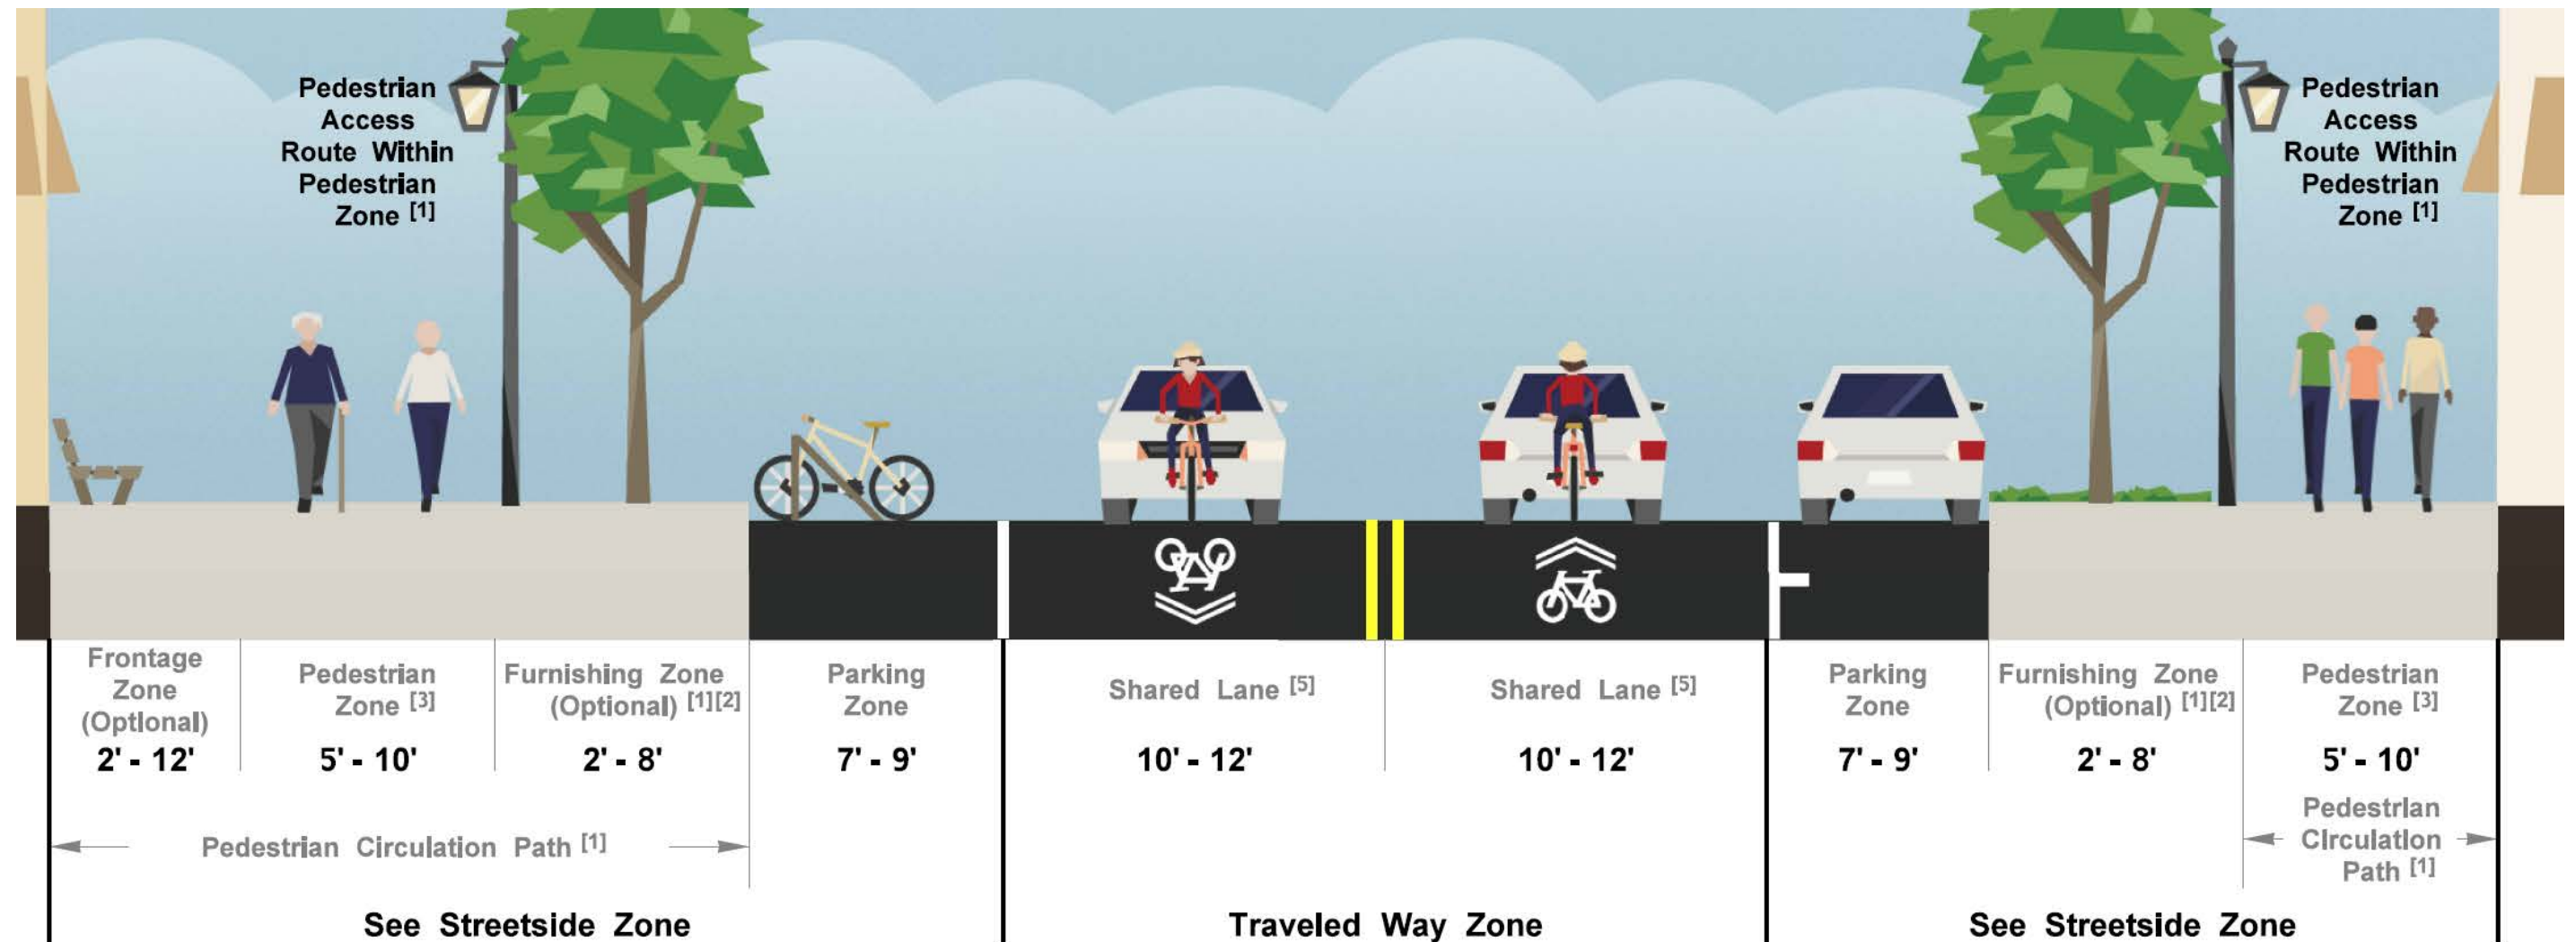 Pedestrian
Access
Route Within
Pedestrian
Zone [1]
Pedestrian
Access
Route Within
Pedestrian
Zone [1]
Frontage
Zone
(Optional)
2' - 12'
Pedestrian
Zone [3]
5' - 10'
Furnishing Zone
(Optional) [1][2]
2' - 8'
Parking
Zone
7' - 9'
Shared Lane [5]
10' - 12'
Shared Lane [5]
10' - 12'
Parking
Zone
7' - 9'
Furnishing Zone
(Optional) [1][2]
2' - 8'
Pedestrian
Zone [3]
5' - 10'
Pedestrian Circulation Path [1]
Pedestrian
Circulation
Path [1]
See Streetside Zone
Traveled Way Zone
See Streetside Zone